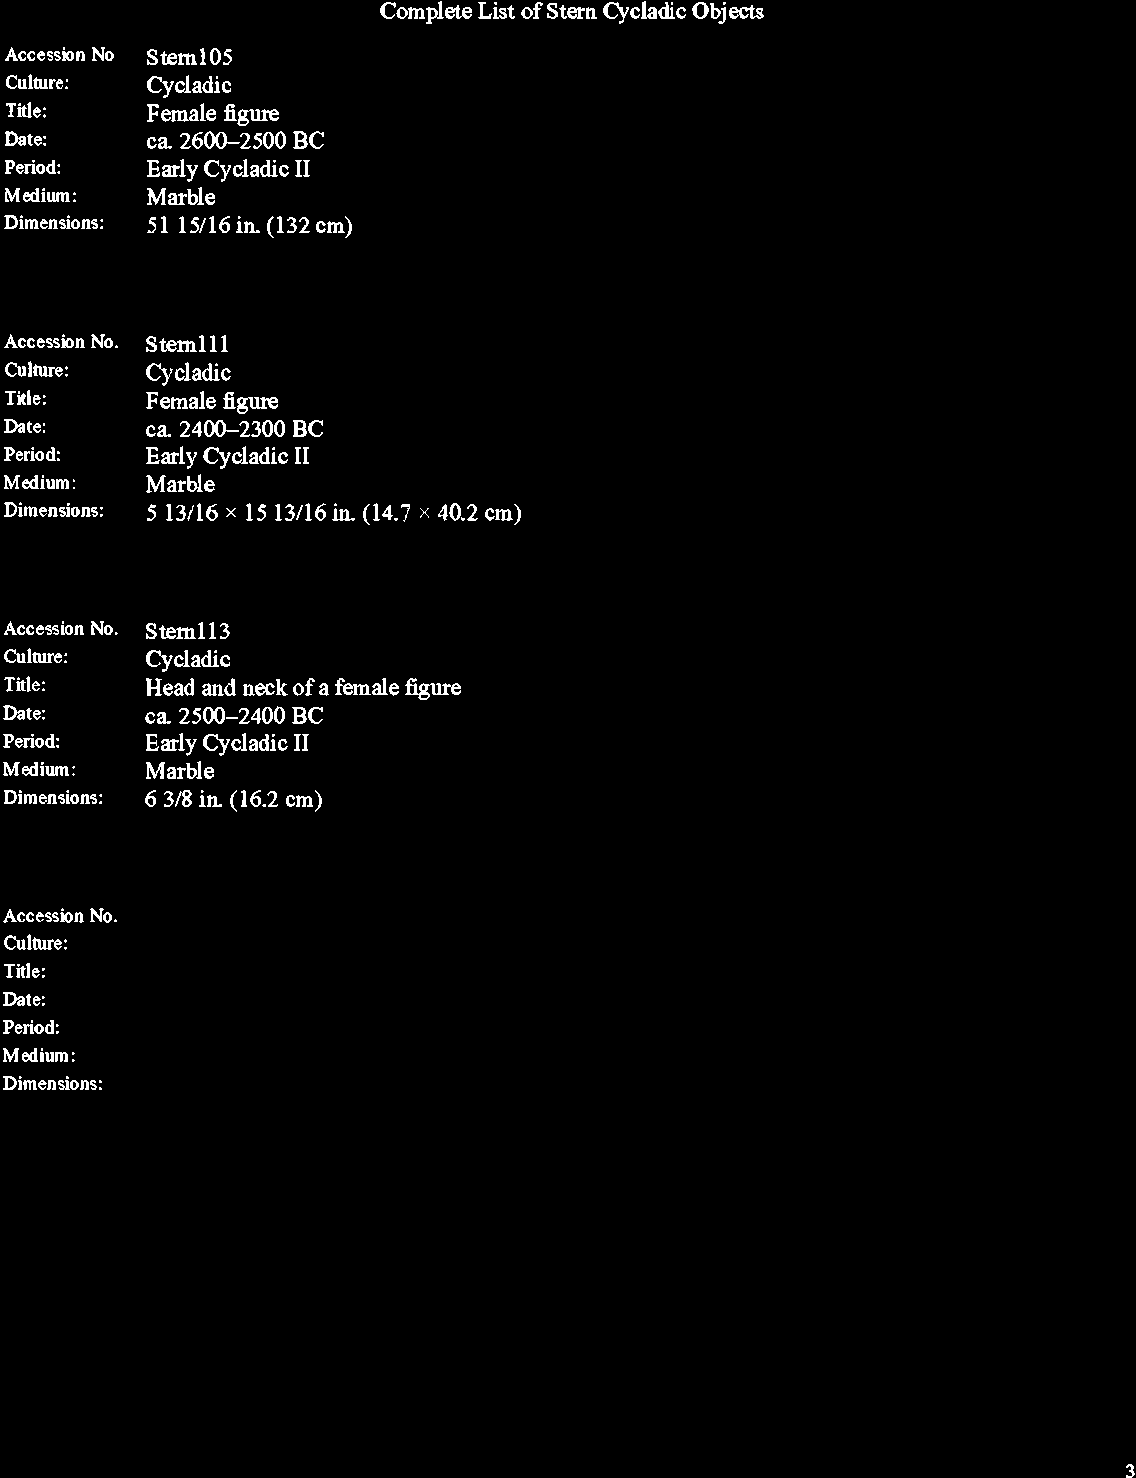 Complete List of Stern Cycladic Objects
Accession No Stern105
Culture: Cycladic
Title: Female figure
Date: ca. 2600–2500 BC
Period: Early Cycladic II
Medium: Marble
Dimensions: 51 15/16 in. (132 cm)
Accession No. Stern111
Culture: Cycladic
Title: Female figure
Date: ca. 2400–2300 BC
Period: Early Cycladic II
Medium: Marble
Dimensions: 5 13/16 × 15 13/16 in. (14.7 × 40.2 cm)
Accession No. Stern113
Culture: Cycladic
Title: Head and neck of a female figure
Date: ca. 2500–2400 BC
Period: Early Cycladic II
Medium: Marble
Dimensions: 6 3/8 in. (16.2 cm)
Accession No.
Culture:
Title:
Date:
Period:
Medium:
Dimensions:
3